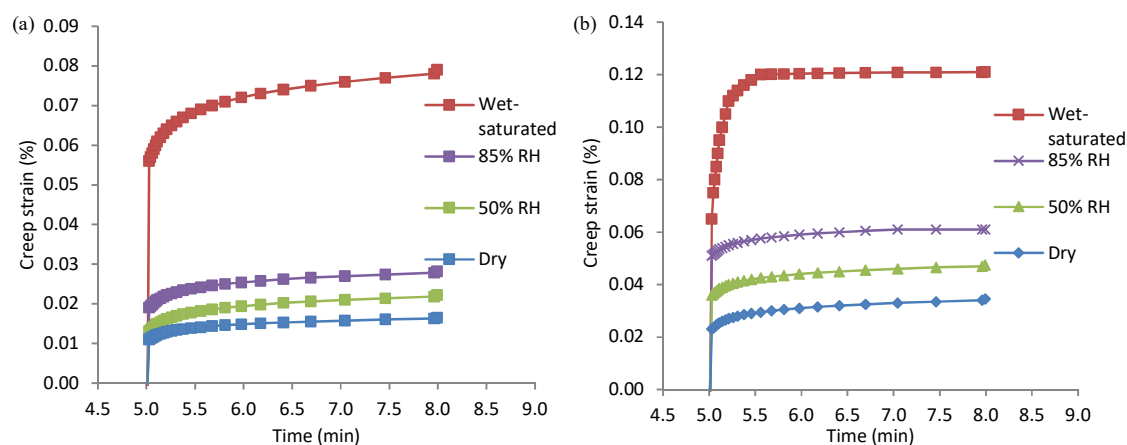 (a)
0.09
0.08
0.07
0.06
0.05
0.04
0.03
0.02
0.01
0.00
Creep strain (%)
4.5 5.0 5.5 6.0 6.5 7.0 7.5 8.0 8.5 9.0
Time (min)
Wet-
saturated
85% RH
50% RH
Dry
(b)
0.14
0.12
0.10
0.08
0.06
0.04
0.02
0.00
Creep strain (%)
4.5 5.0 5.5 6.0 6.5 7.0 7.5 8.0 8.5 9.0
Time (min)
Wet-
saturated
85% RH
50% RH
Dry